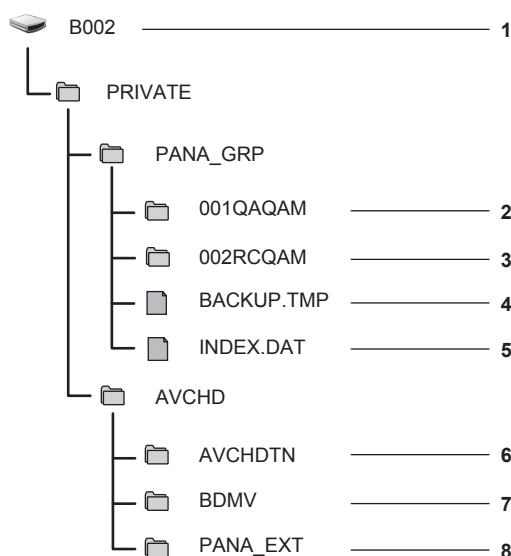 B002 1
PRIVATE
PANA_GRP
001QAQAM 2
002RCQAM 3
BACKUP.TMP 4
INDEX.DAT 5
AVCHD
AVCHDTN 6
BDMV 7
PANA_EXT 8